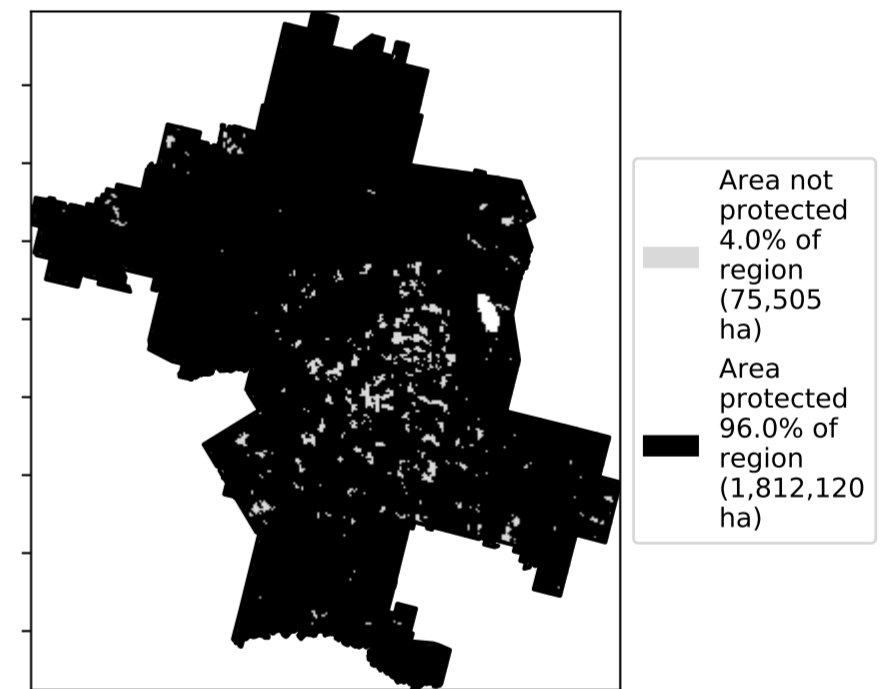 Area not
protected
4.0% of
region
(75,505
ha)
Area
protected
96.0% of
region
(1,812,120
ha)